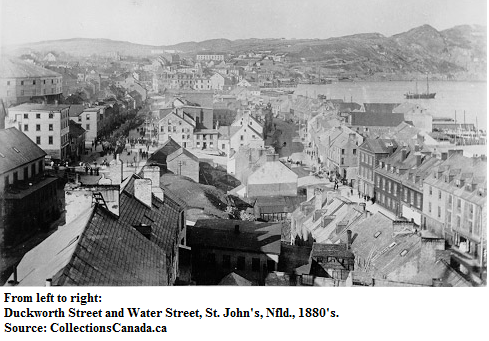 From left to right:
Duckworth Street and Water Street, St. John's, Nfld., 1880's.
Source: CollectionsCanada.ca